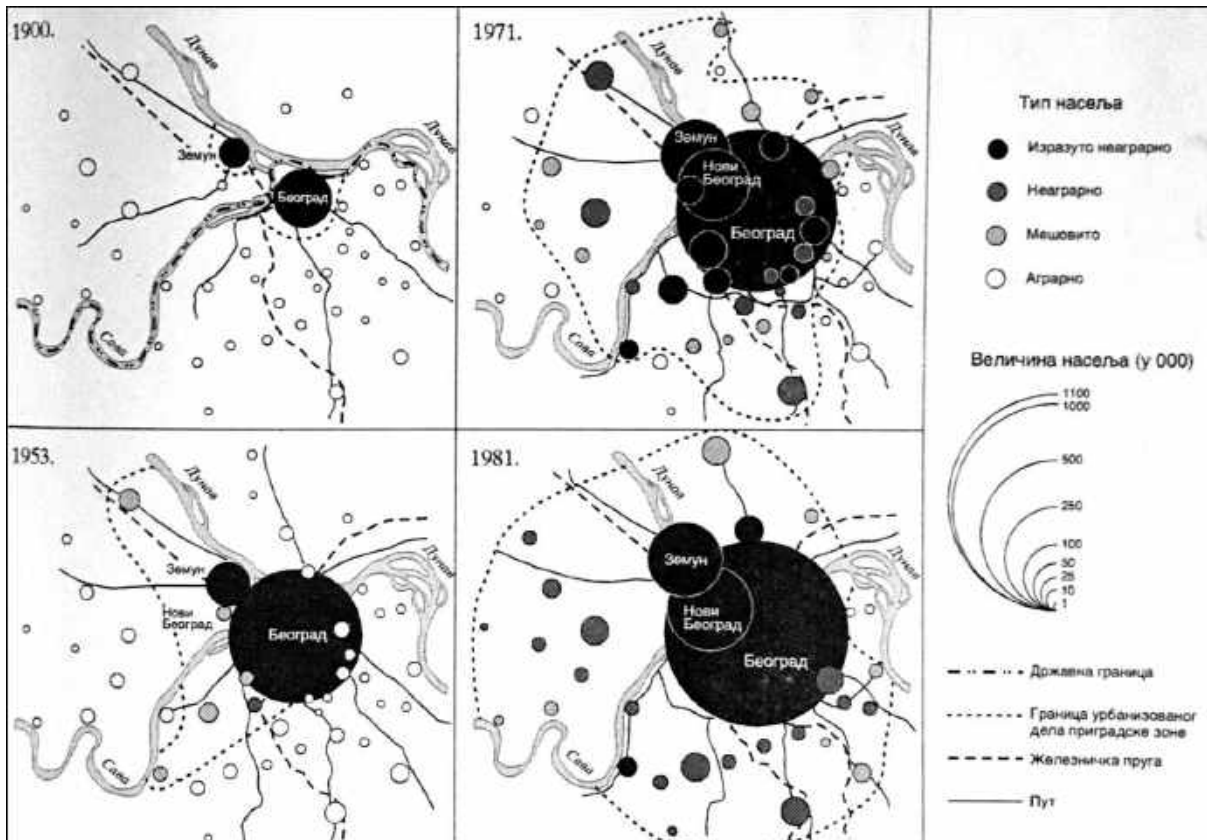 1900.
Дунав
Дунав
Земун
Београд
Сава
1971.
Дунав
Дунав
Земун
Нови
Београд
Београд
Сава
1953.
Дунав
Дунав
Земун
Нови
Београд
Београд
Сава
1981.
Дунав
Дунав
Земун
Нови
Београд
Београд
Сава
Тип насеља
Изразуто неаграрно
Неаграрно
Мешовито
Аграрно
Величина насеља (у 000)
1100
1000
500
250
100
50
25
10
1
Државна граница
Граница урбанизованог
дела приградске зоне
Железничка пруга
Пут